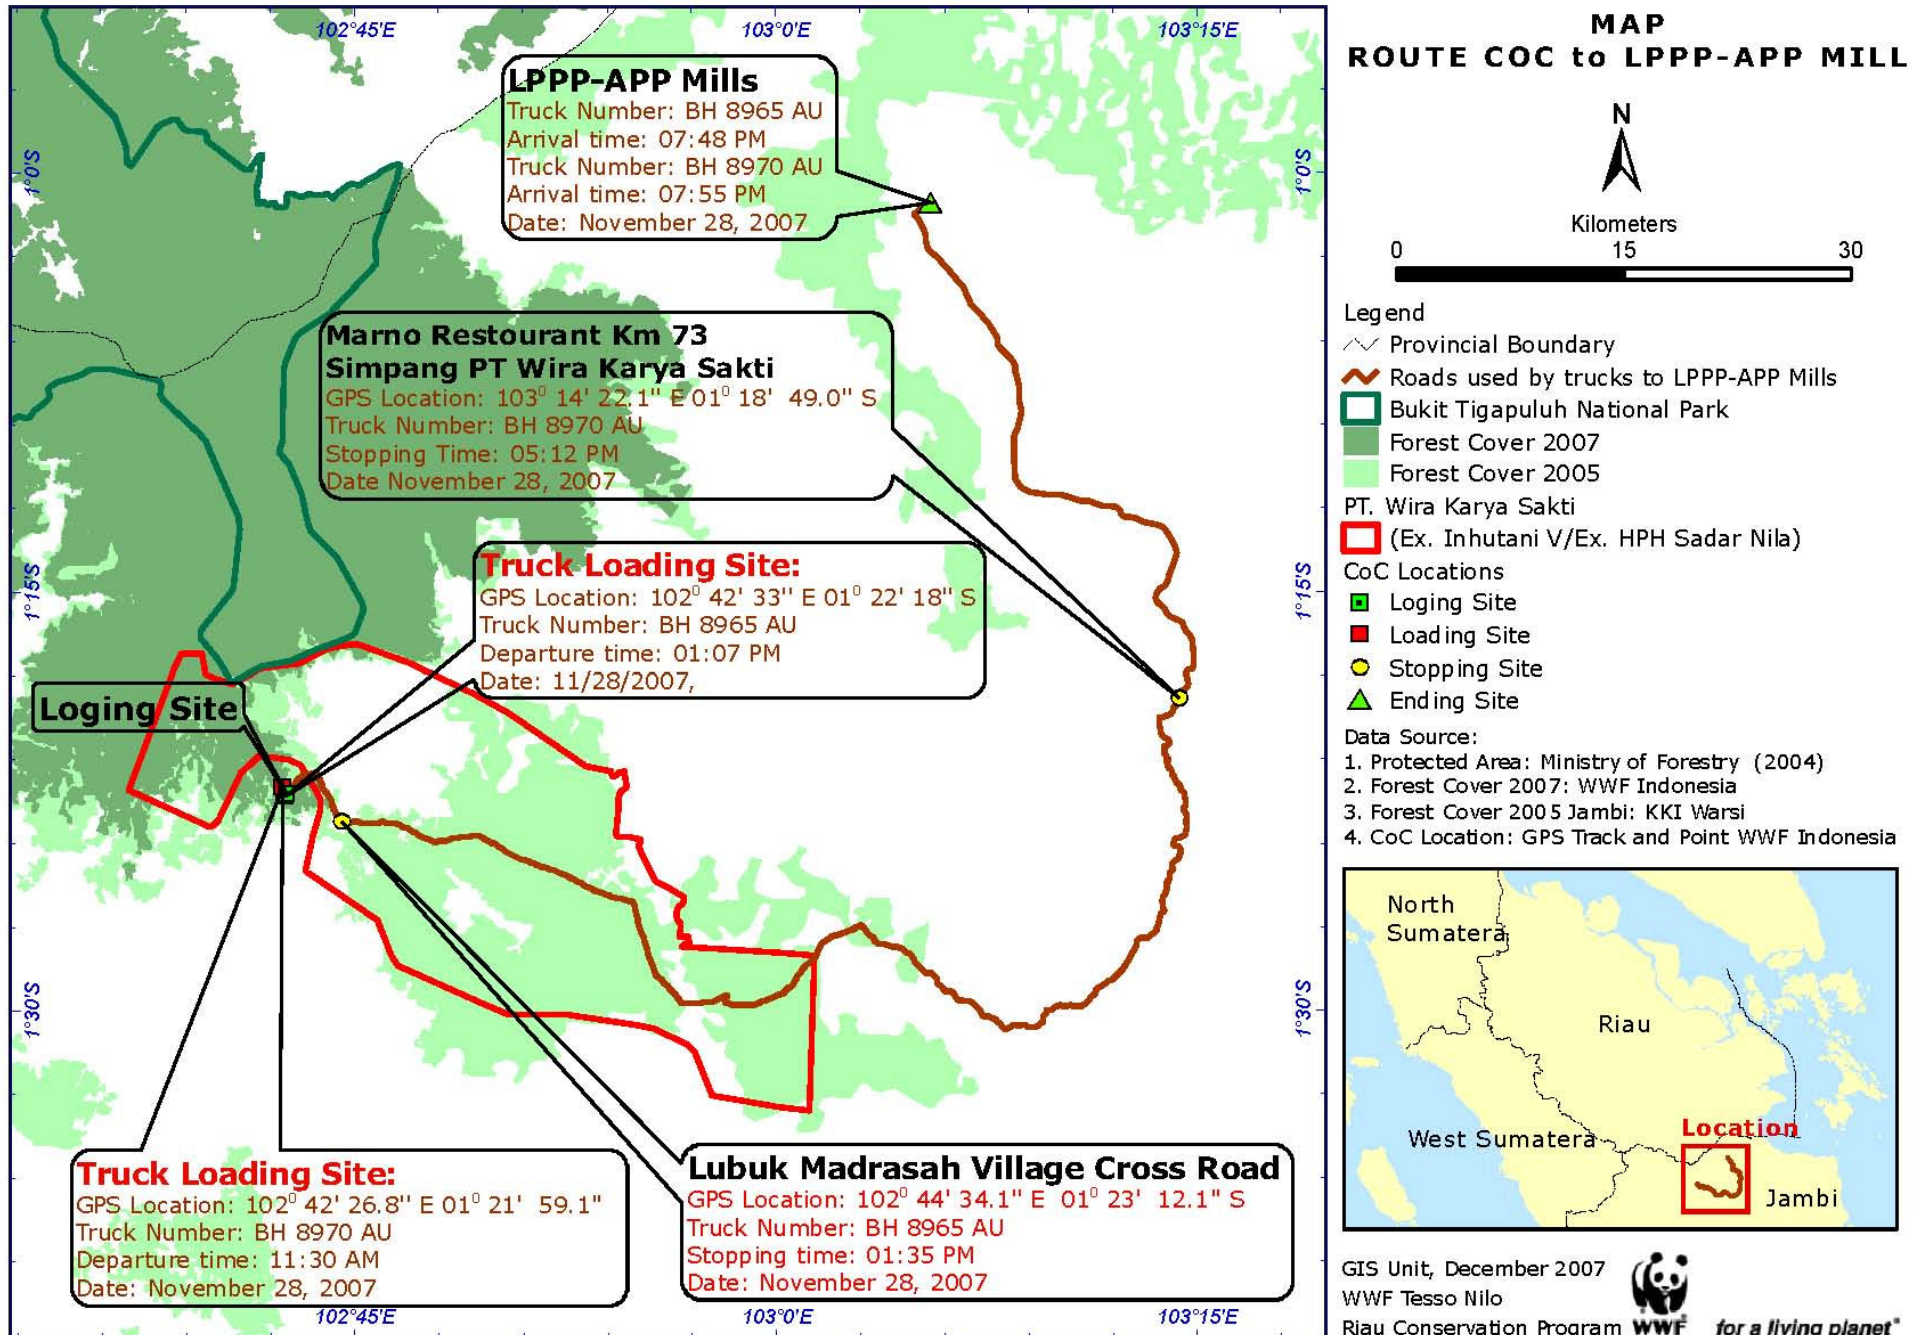 102°45'E
103°0'E
103°15'E
LPPP-APP Mills
Truck Number: BH 8965 AU
Arrival time: 07:48 PM
Truck Number: BH 8970 AU
Arrival time: 07:55 PM
Date: November 28, 2007
1°0'S
1°0'S
Marno Restourant Km 73
Simpang PT Wira Karya Sakti
GPS Location: 103⁰ 14' 22.1" E 01⁰ 18' 49.0" S
Truck Number: BH 8970 AU
Stopping Time: 05:12 PM
Date November 28, 2007
Truck Loading Site:
GPS Location: 102⁰ 42' 33'' E 01⁰ 22' 18'' S
Truck Number: BH 8965 AU
Departure time: 01:07 PM
Date: 11/28/2007,
1°15'S
1°15'S
Loging Site
1°30'S
1°30'S
Truck Loading Site:
GPS Location: 102⁰ 42' 26.8'' E 01⁰ 21' 59.1''
Truck Number: BH 8970 AU
Departure time: 11:30 AM
Date: November 28, 2007
Lubuk Madrasah Village Cross Road
GPS Location: 102⁰ 44' 34.1'' E 01⁰ 23' 12.1'' S
Truck Number: BH 8965 AU
Stopping time: 01:35 PM
Date: November 28, 2007
102°45'E
103°0'E
103°15'E
MAP
ROUTE COC to LPPP-APP MILL
N
Kilometers
0 15 30
Legend
Provincial Boundary
Roads used by trucks to LPPP-APP Mills
Bukit Tigapuluh National Park
Forest Cover 2007
Forest Cover 2005
PT. Wira Karya Sakti
(Ex. Inhutani V/Ex. HPH Sadar Nila)
CoC Locations
Loging Site
Loading Site
Stopping Site
Ending Site
Data Source:
1. Protected Area: Ministry of Forestry (2004)
2. Forest Cover 2007: WWF Indonesia
3. Forest Cover 2005 Jambi: KKI Warsi
4. CoC Location: GPS Track and Point WWF Indonesia
North
Sumatera
Riau
West Sumatera
Location
Jambi
GIS Unit, December 2007
WWF Tesso Nilo
Riau Conservation Program
WWF
for a living planet®